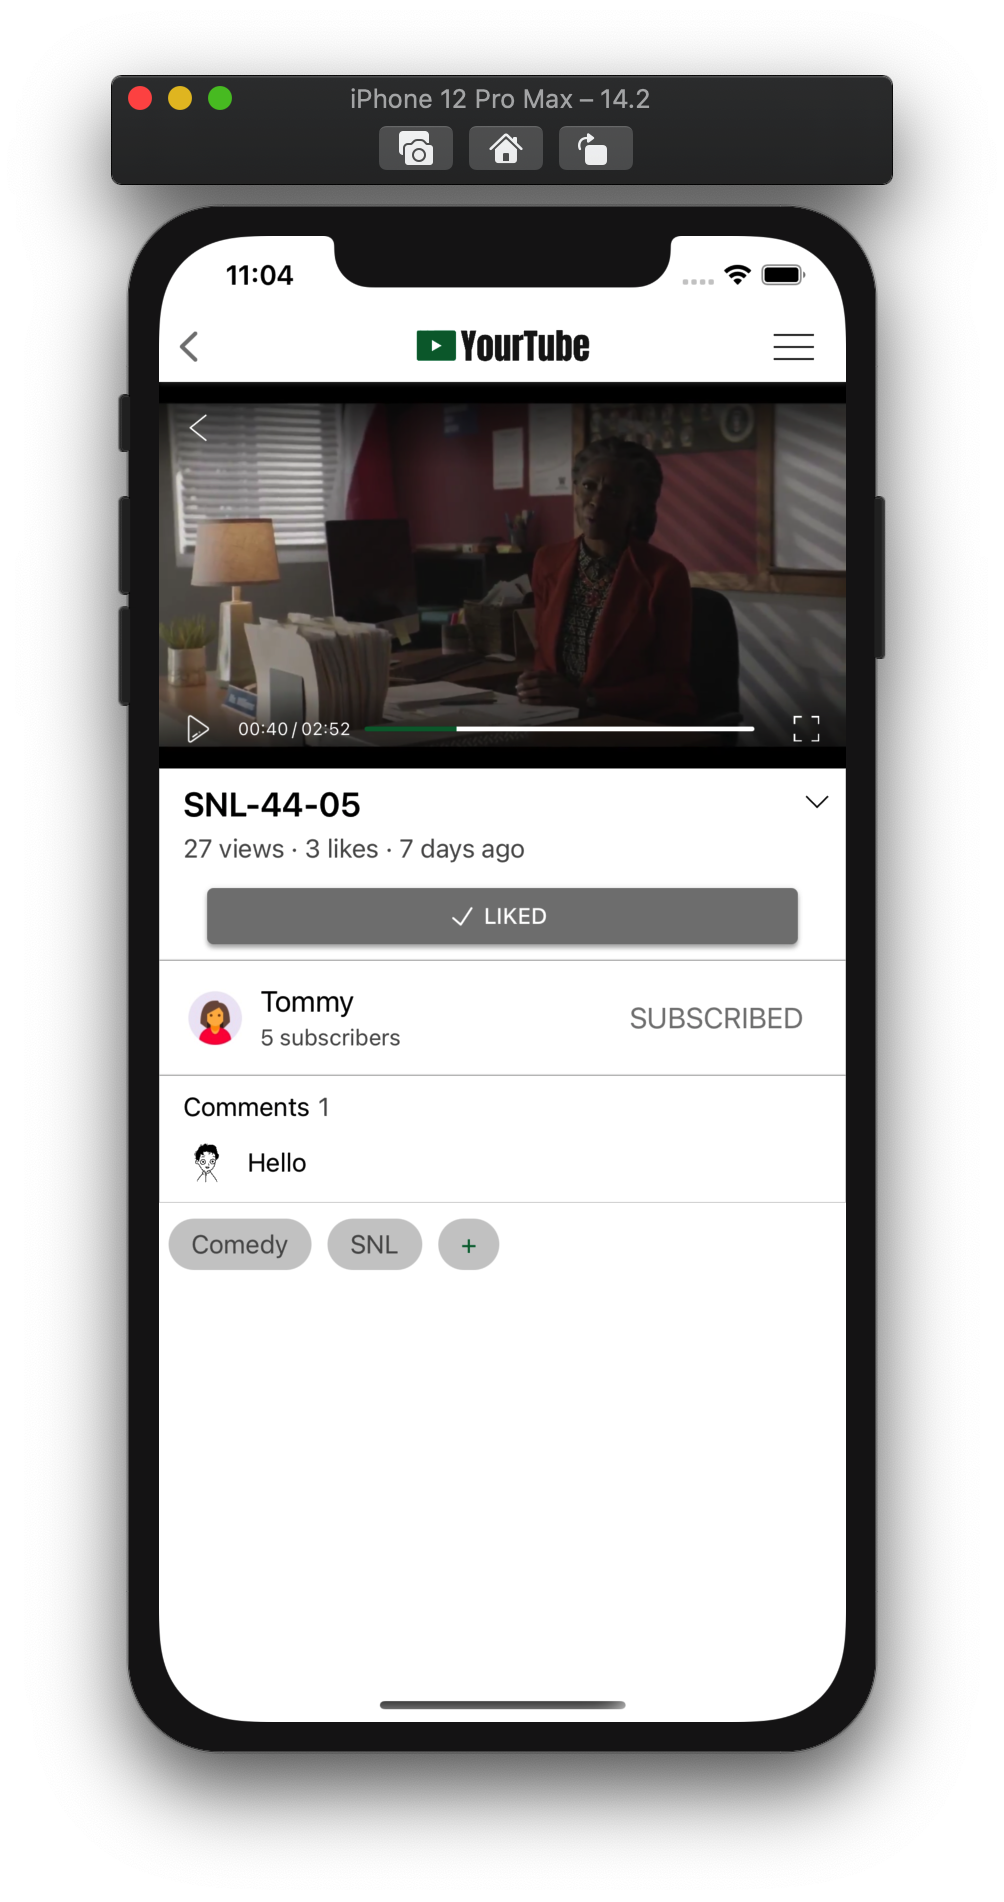 iPhone 12 Pro Max – 14.2
11:04
YourTube
00:40 / 02:52
SNL-44-05
27 views · 3 likes · 7 days ago
LIKED
Tommy
5 subscribers
SUBSCRIBED
Comments 1
Hello
Comedy SNL +